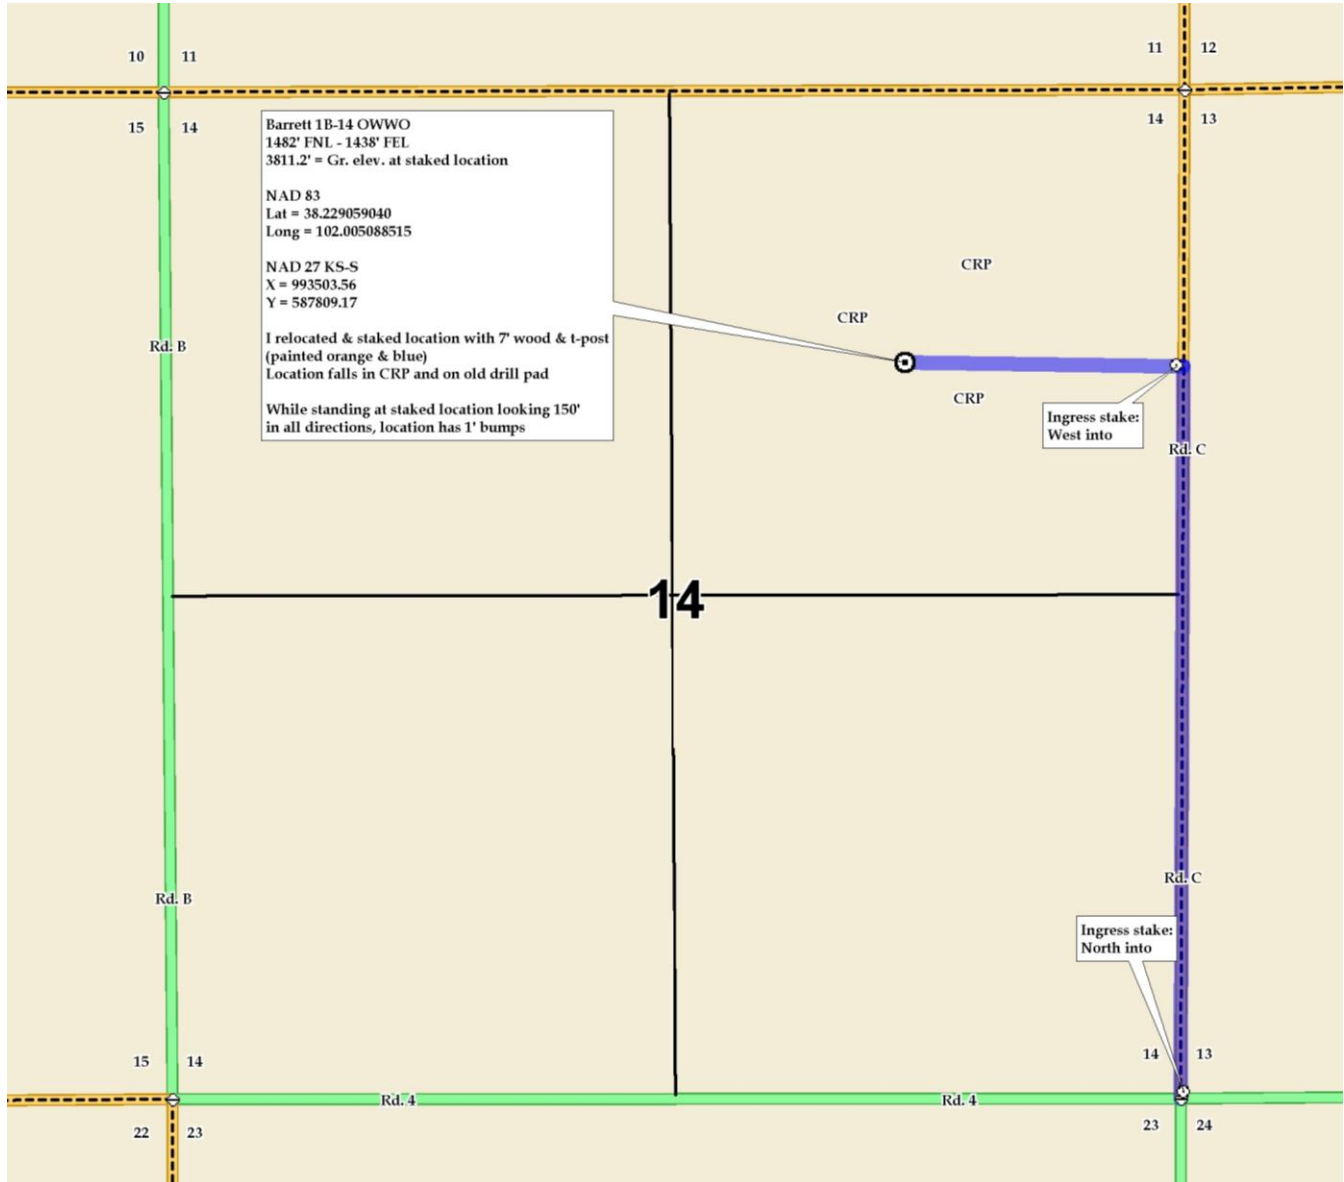 10 11
11 12
15 14
14 13
Barrett 1B-14 OWWO
1482' FNL - 1438' FEL
3811.2' = Gr. elev. at staked location
NAD 83
Lat = 38.229059040
Long = 102.005088515
NAD 27 KS-S
X = 993503.56
Y = 587809.17
I relocated & staked location with 7' wood & t-post
(painted orange & blue)
Location falls in CRP and on old drill pad
While standing at staked location looking 150'
in all directions, location has 1' bumps
CRP
CRP
Rd. B
CRP
Ingress stake:
West into
Rd. C
14
Rd. C
Rd. B
Ingress stake:
North into
15 14
14 13
Rd. 4
Rd. 4
22 23
23 24